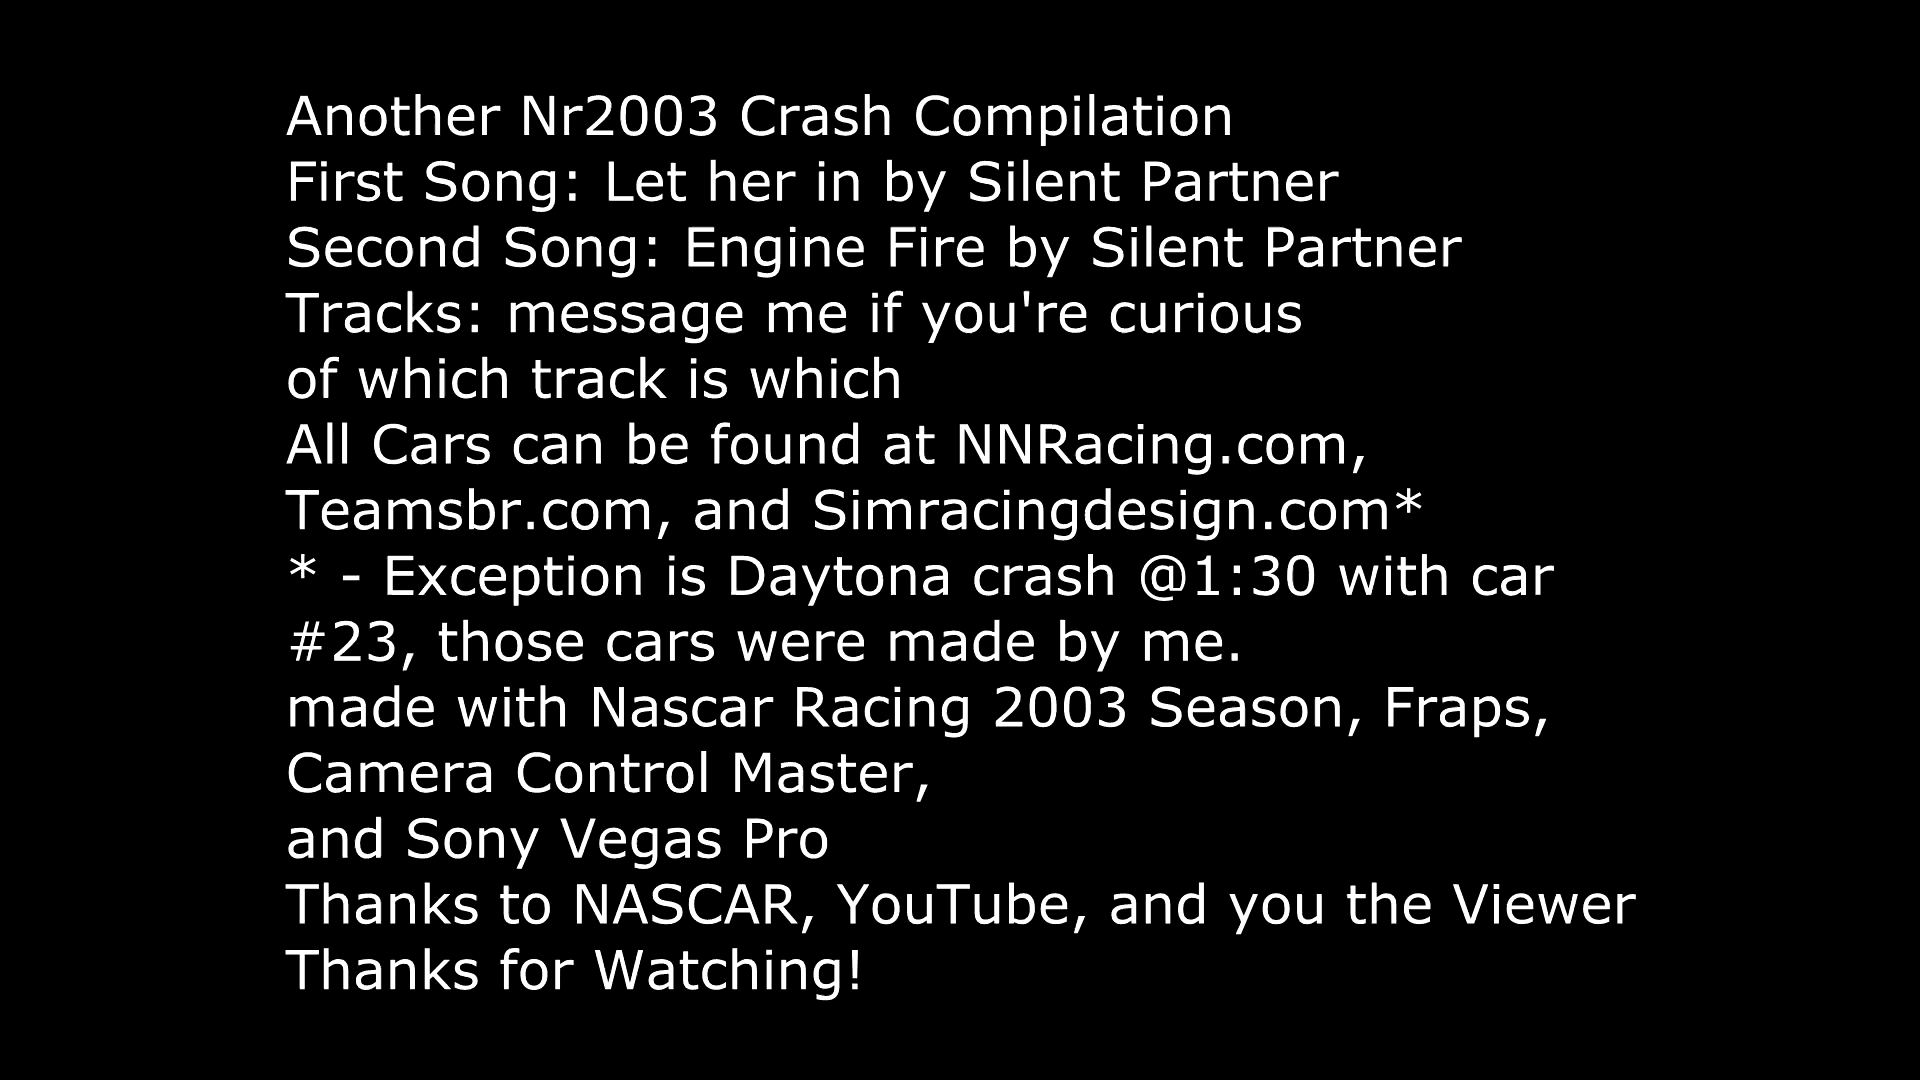 Another Nr2003 Crash Compilation
First Song: Let her in by Silent Partner
Second Song: Engine Fire by Silent Partner
Tracks: message me if you're curious
of which track is which
All Cars can be found at NNRacing.com,
Teamsbr.com, and Simracingdesign.com*
* - Exception is Daytona crash @1:30 with car
#23, those cars were made by me.
made with Nascar Racing 2003 Season, Fraps,
Camera Control Master,
and Sony Vegas Pro
Thanks to NASCAR, YouTube, and you the Viewer
Thanks for Watching!